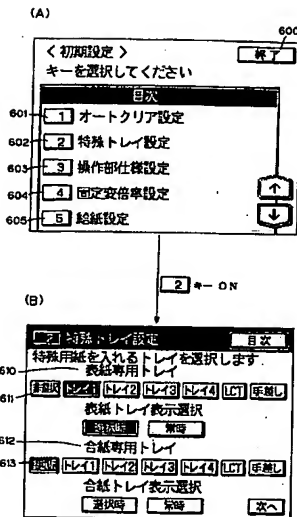 (A)
600
〈 初期設定 〉
終了
キーを選択してください
目次
601 1 オートクリア設定
602 2 特殊トレイ設定
603 3 操作部仕様設定
604 4 固定変倍率設定
605 5 給紙設定
↑
↓
2 キー ON
(B)
特殊トレイ設定 目次
特殊用紙を入れるトレイを選択します.
610 表紙専用トレイ
611 非選択 トレイ1 トレイ2 トレイ3 トレイ4 LCT 手差し
表紙トレイ表示選択
選択時 常時
612 合紙専用トレイ
613 非選択 トレイ1 トレイ2 トレイ3 トレイ4 LCT 手差し
合紙トレイ表示選択
選択時 常時 次へ